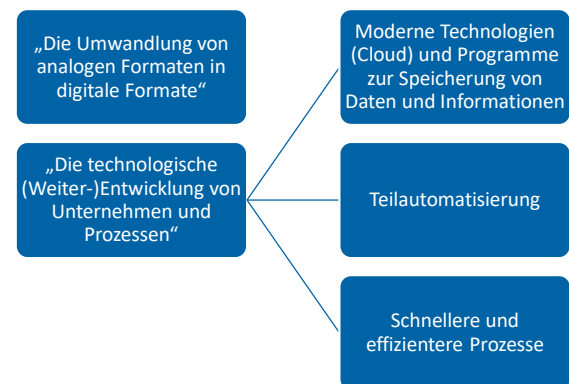 „Die Umwandlung von
analogen Formaten in
digitale Formate“
„Die technologische
(Weiter-)Entwicklung von
Unternehmen und
Prozessen“
Moderne Technologien
(Cloud) und Programme
zur Speicherung von
Daten und Informationen
Teilautomatisierung
Schnellere und
effizientere Prozesse